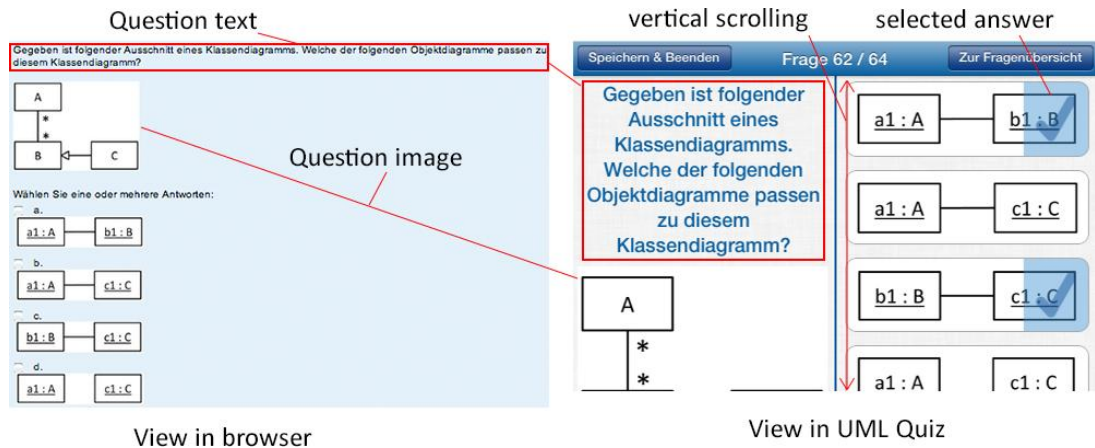 Question text
Gegeben ist folgender Ausschnitt eines Klassendiagramms. Welche der folgenden Objektdiagramme passen zu
diesem Klassendiagramm?
A
*
*
B
C
Wählen Sie eine oder mehrere Antworten:
a.
a1 : A
b1 : B
b.
a1 : A
c1 : C
c.
b1 : B
c1 : C
d.
a1 : A
c1 : C
View in browser
Question image
vertical scrolling
selected answer
Speichern & Beenden
Frage 62 / 64
Zur Fragenübersicht
Gegeben ist folgender
Ausschnitt eines
Klassendiagramms.
Welche der folgenden
Objektdiagramme passen
zu diesem
Klassendiagramm?
A
*
*
a1 : A
b1 : B
a1 : A
c1 : C
b1 : B
c1 : C
a1 : A
c1 : C
View in UML Quiz